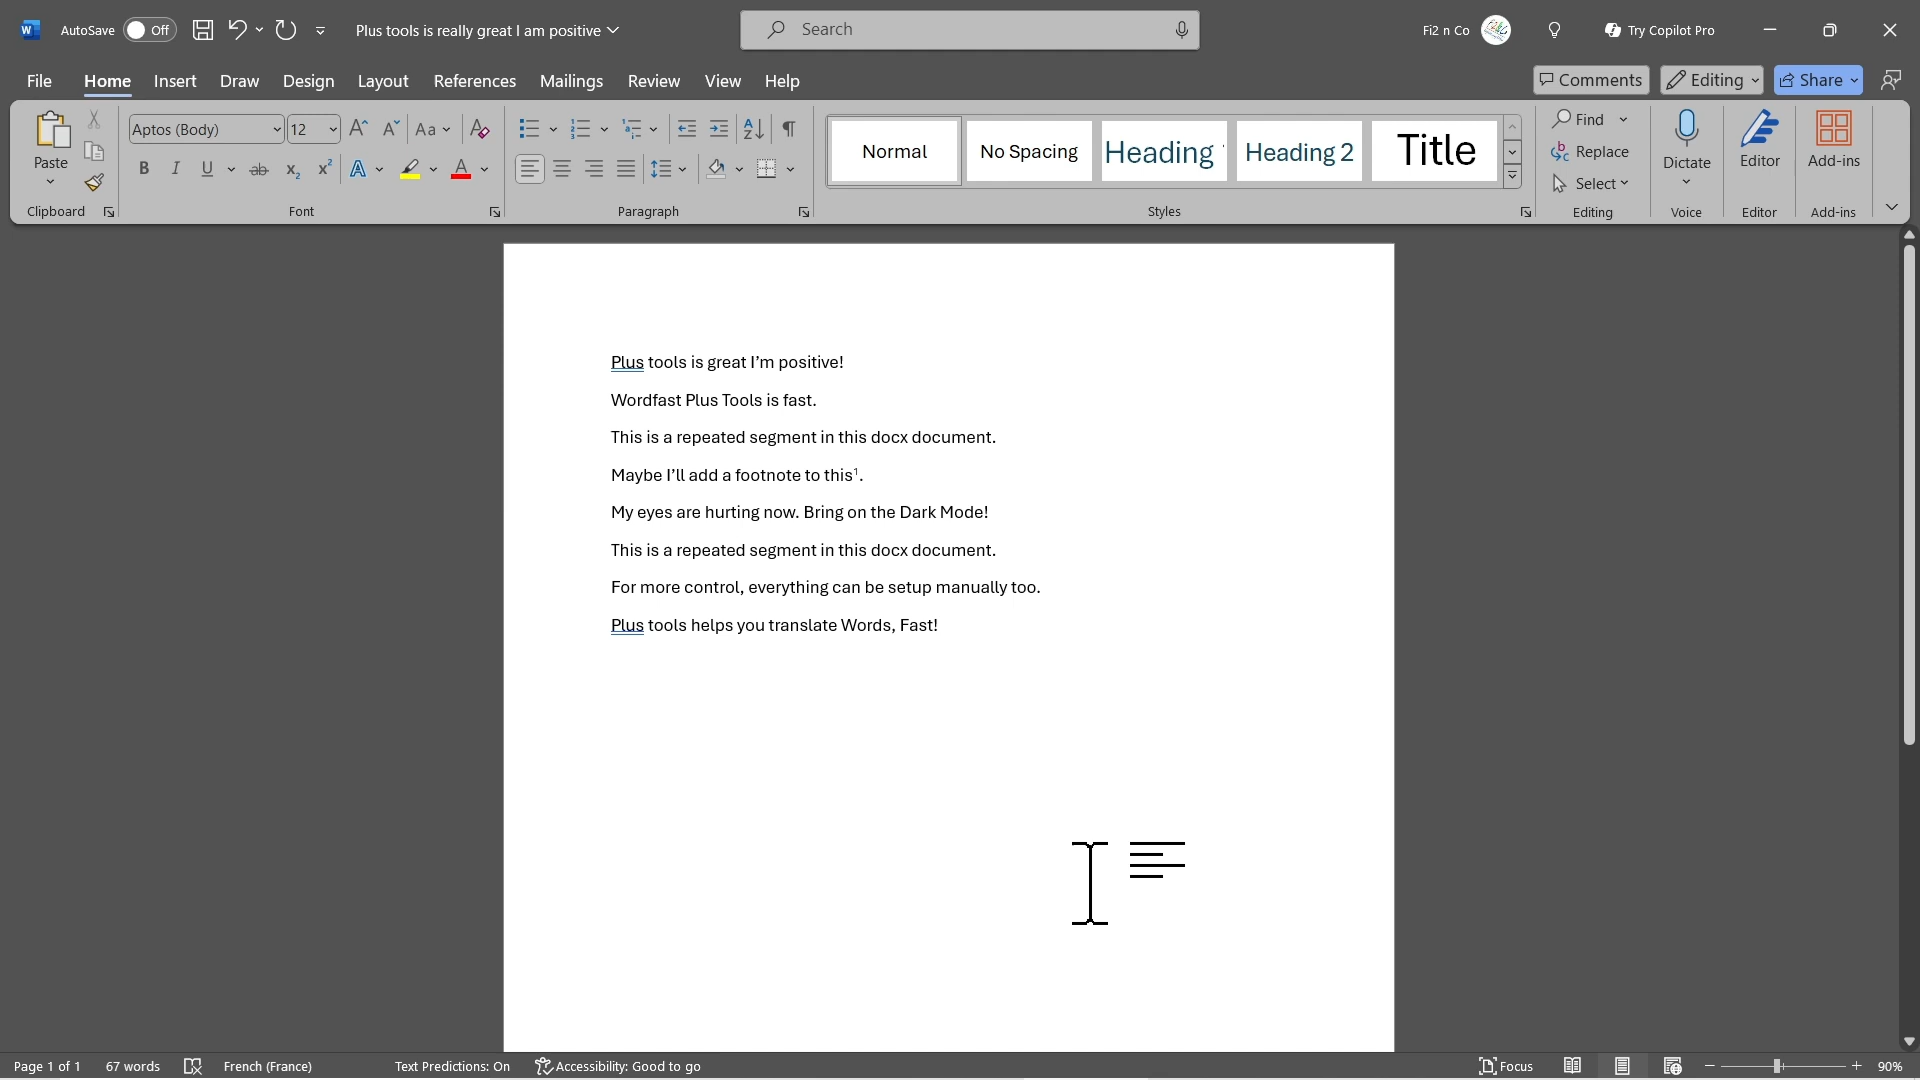 AutoSave Off Plus tools is really great I am positive Search Fi2 n Co Try Copilot Pro
File Home Insert Draw Design Layout References Mailings Review View Help Comments Editing Share
Paste Aptos (Body) 12 Aa Normal No Spacing Heading Heading 2 Title Find Replace Select Dictate Editor Add-ins
Clipboard Font Paragraph Styles Editing Voice Editor Add-ins
Plus tools is great I’m positive!
Wordfast Plus Tools is fast.
This is a repeated segment in this docx document.
Maybe I’ll add a footnote to this¹.
My eyes are hurting now. Bring on the Dark Mode!
This is a repeated segment in this docx document.
For more control, everything can be setup manually too.
Plus tools helps you translate Words, Fast!
Page 1 of 1 67 words French (France) Text Predictions: On Accessibility: Good to go Focus 90%